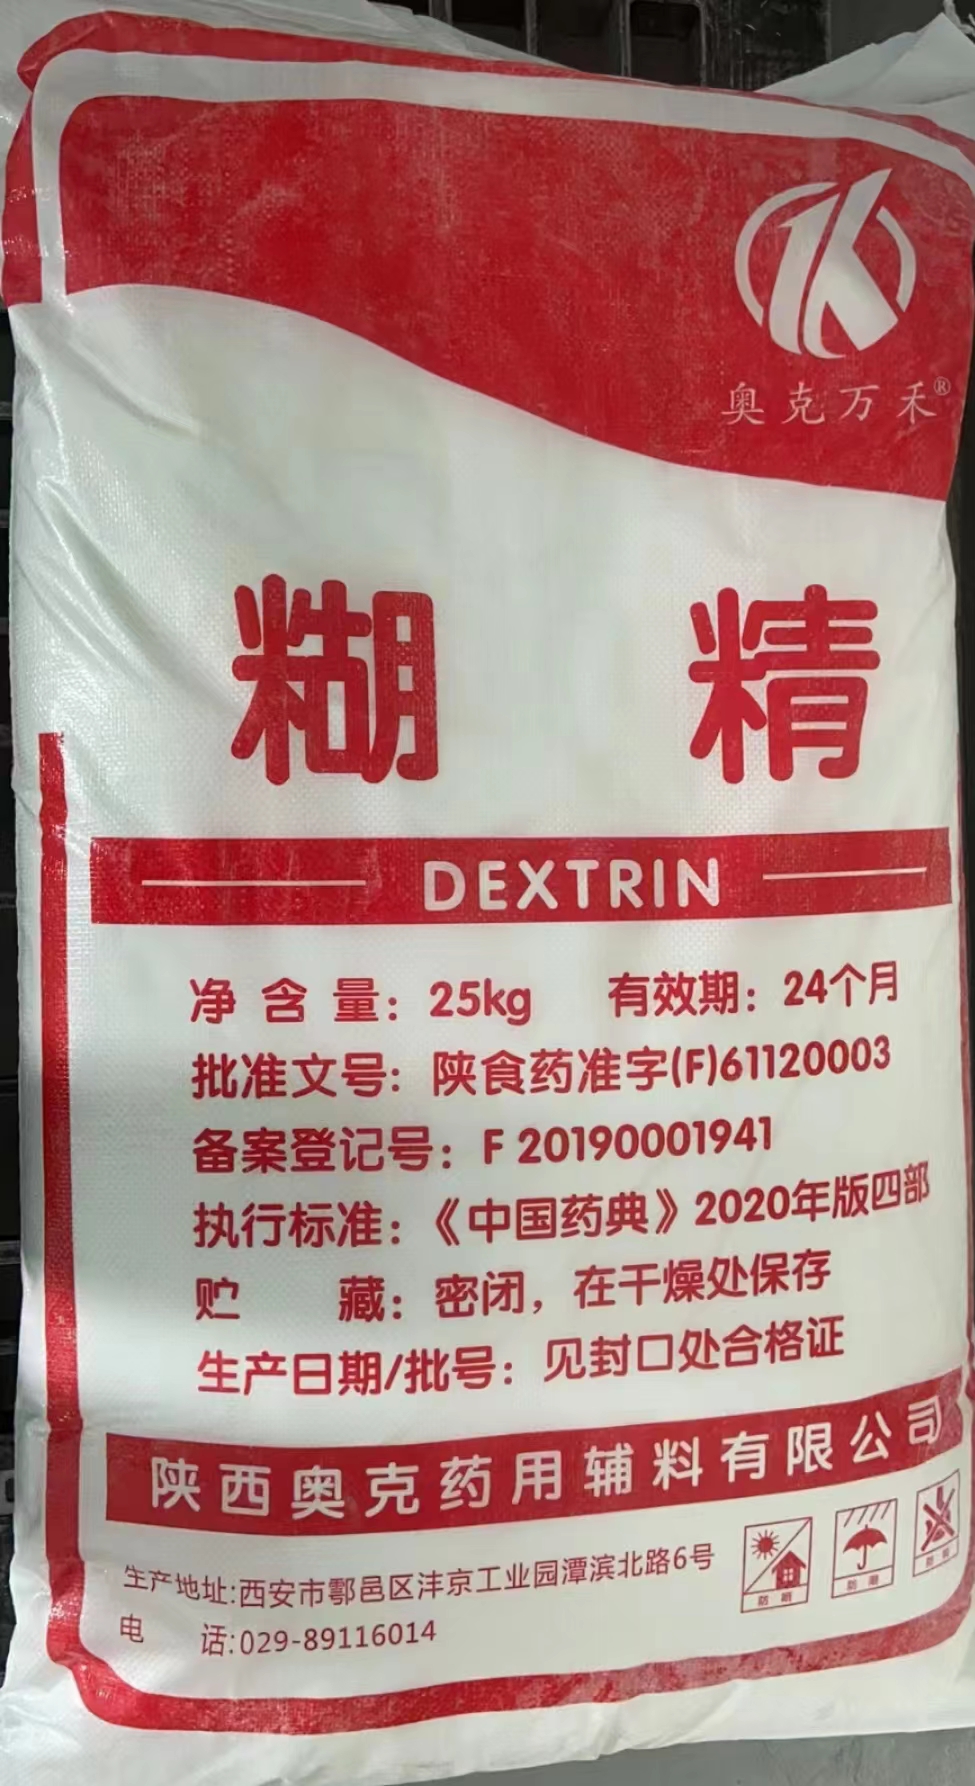 奥克万禾®
糊 精
DEXTRIN
净含量：25kg 有效期：24个月
批准文号：陕食药准字(F)61120003
备案登记号：F 20190001941
执行标准：《中国药典》2020年版四部
贮 藏：密闭，在干燥处保存
生产日期/批号：见封口处合格证
陕西奥克药用辅料有限公司
生产地址:西安市鄠邑区沣京工业园潭滨北路6号
电 话:029-89116014
防 晒